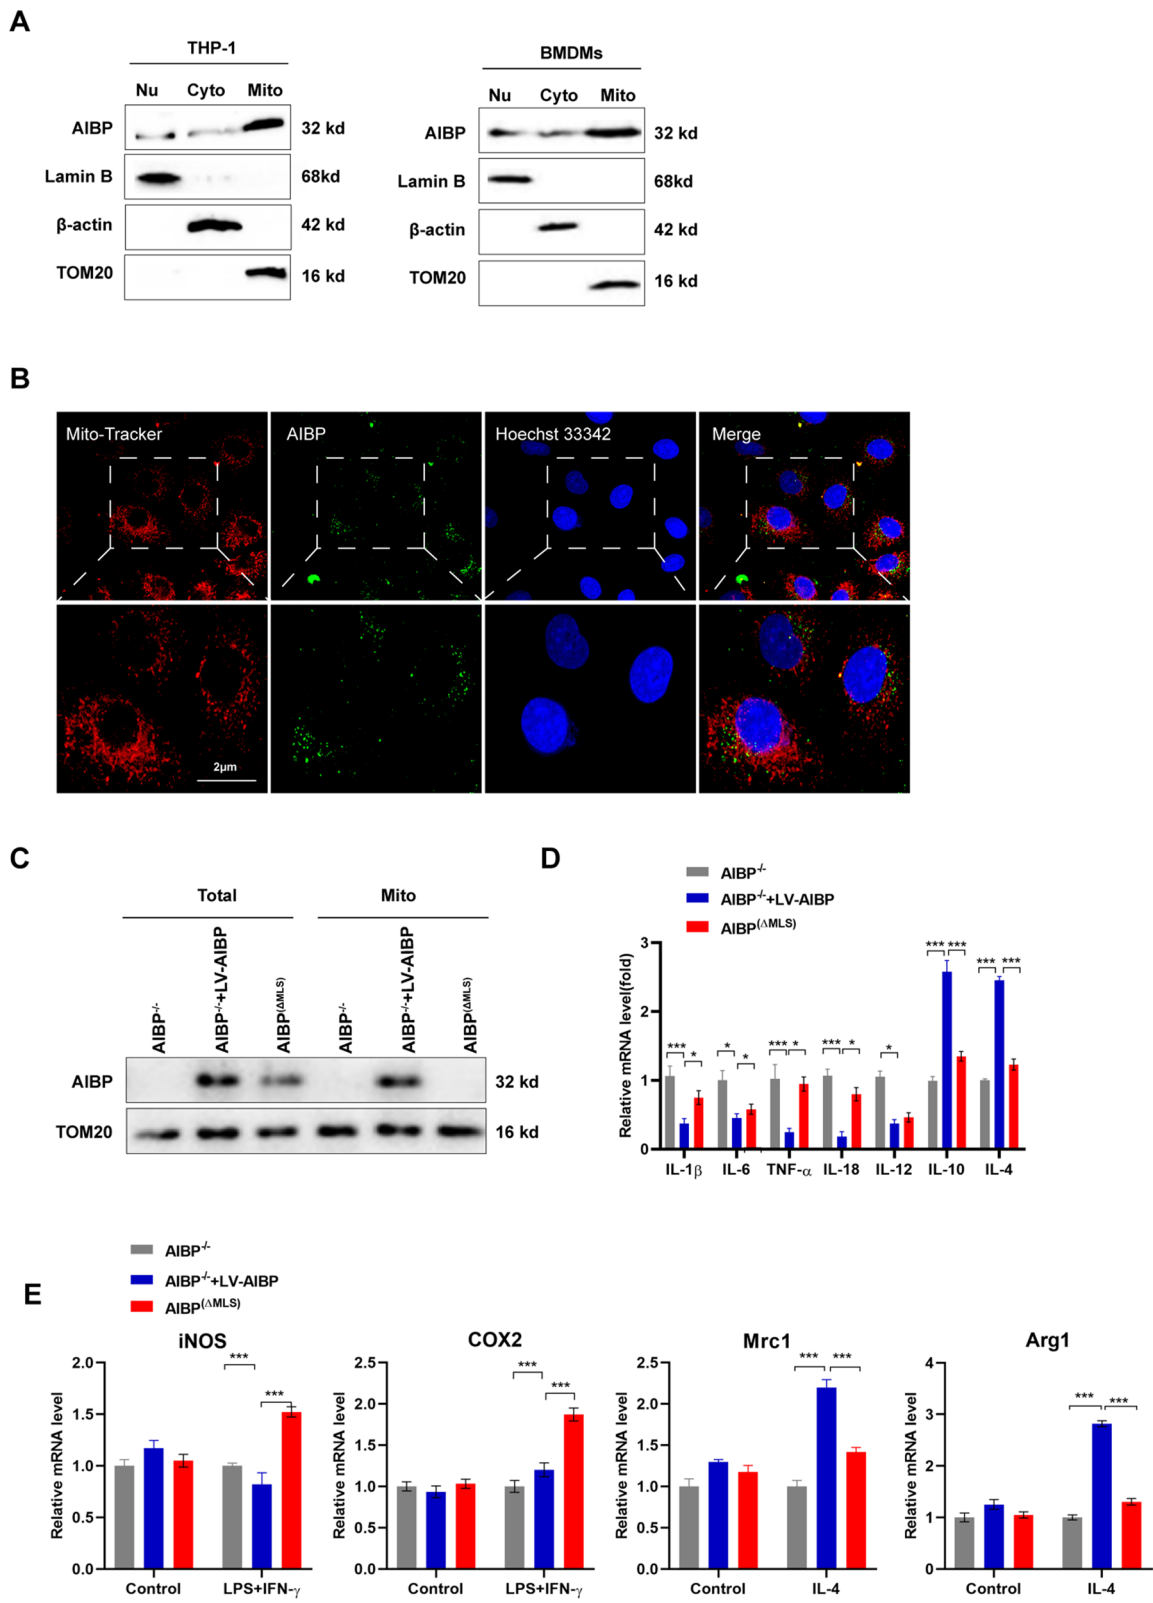 A
THP-1
Nu Cyto Mito
AIBP 32 kd
Lamin B 68kd
β-actin 42 kd
TOM20 16 kd
BMDMs
Nu Cyto Mito
AIBP 32 kd
Lamin B 68kd
β-actin 42 kd
TOM20 16 kd
B
Mito-Tracker AIBP Hoechst 33342 Merge
2μm
C
Total Mito
AIBP-/- AIBP-/-+LV-AIBP AIBP(ΔMLS) AIBP-/- AIBP-/-+LV-AIBP AIBP(ΔMLS)
AIBP 32 kd
TOM20 16 kd
D
AIBP-/-
AIBP-/-+LV-AIBP
AIBP(ΔMLS)
Relative mRNA level(fold)
3
2
1
0
*** *** *** ***
*** * * * *** * *** * *
IL-1β IL-6 TNF-α IL-18 IL-12 IL-10 IL-4
E
AIBP-/-
AIBP-/-+LV-AIBP
AIBP(ΔMLS)
iNOS
Relative mRNA level
2.0
1.5
1.0
0.5
0.0
***
***
Control LPS+IFN-γ
COX2
Relative mRNA level
2.5
2.0
1.5
1.0
0.5
0.0
***
***
Control LPS+IFN-γ
Mrc1
Relative mRNA level
2.5
2.0
1.5
1.0
0.5
0.0
*** ***
Control IL-4
Arg1
Relative mRNA level
4
3
2
1
0
*** ***
Control IL-4